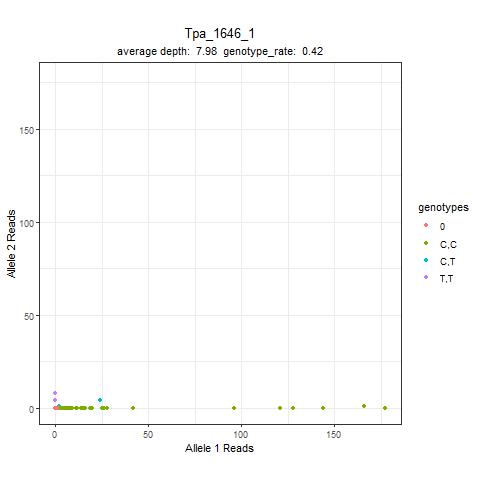 Tpa_1646_1
average depth:  7.98  genotype_rate:  0.42
Allele 2 Reads
150
100
50
0
0 50 100 150
Allele 1 Reads
genotypes
0
C,C
C,T
T,T